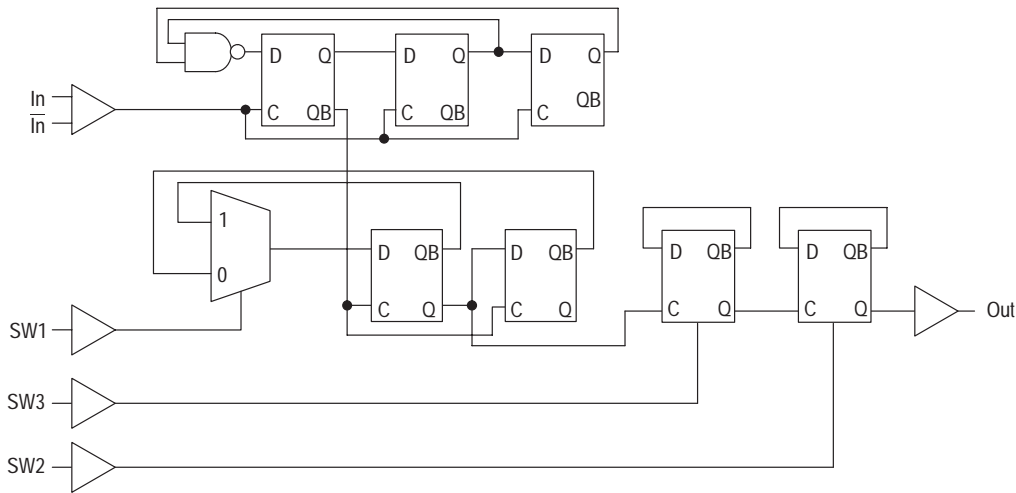 D Q D Q D Q
In
In
C QB C QB C QB
1
0
D QB D QB D QB D QB
C Q C Q C Q C Q
Out
SW1
SW3
SW2